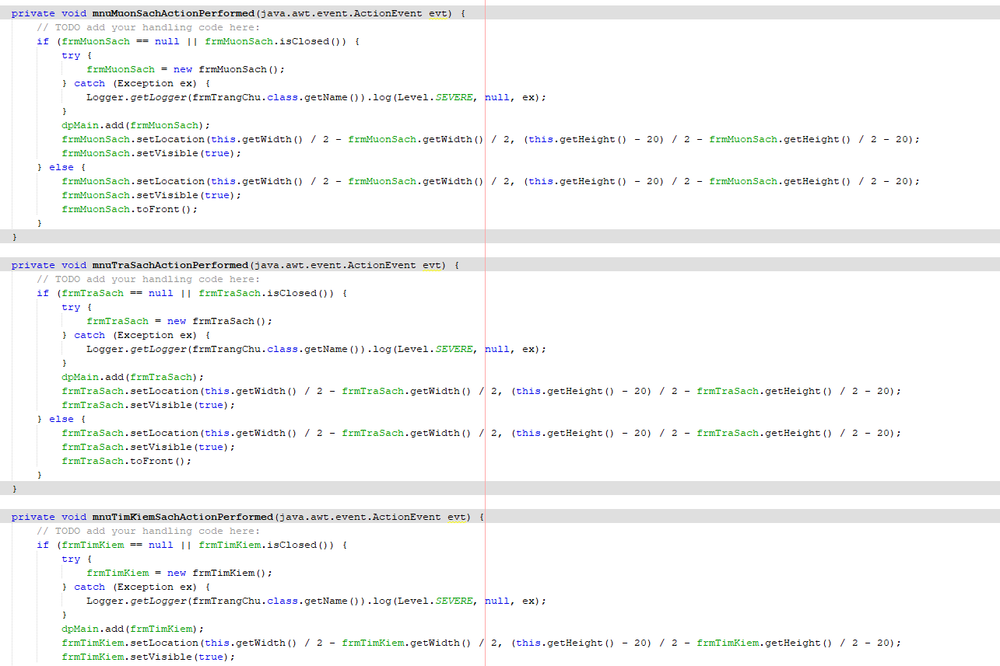 private void mnuMuonSachActionPerformed(java.awt.event.ActionEvent evt) {
    // TODO add your handling code here:
    if (frmMuonSach == null || frmMuonSach.isClosed()) {
        try {
            frmMuonSach = new frmMuonSach();
        } catch (Exception ex) {
            Logger.getLogger(frmTrangChu.class.getName()).log(Level.SEVERE, null, ex);
        }
        dpMain.add(frmMuonSach);
        frmMuonSach.setLocation(this.getWidth() / 2 - frmMuonSach.getWidth() / 2, (this.getHeight() - 20) / 2 - frmMuonSach.getHeight() / 2 - 20);
        frmMuonSach.setVisible(true);
    } else {
        frmMuonSach.setLocation(this.getWidth() / 2 - frmMuonSach.getWidth() / 2, (this.getHeight() - 20) / 2 - frmMuonSach.getHeight() / 2 - 20);
        frmMuonSach.setVisible(true);
        frmMuonSach.toFront();
    }
}

private void mnuTraSachActionPerformed(java.awt.event.ActionEvent evt) {
    // TODO add your handling code here:
    if (frmTraSach == null || frmTraSach.isClosed()) {
        try {
            frmTraSach = new frmTraSach();
        } catch (Exception ex) {
            Logger.getLogger(frmTrangChu.class.getName()).log(Level.SEVERE, null, ex);
        }
        dpMain.add(frmTraSach);
        frmTraSach.setLocation(this.getWidth() / 2 - frmTraSach.getWidth() / 2, (this.getHeight() - 20) / 2 - frmTraSach.getHeight() / 2 - 20);
        frmTraSach.setVisible(true);
    } else {
        frmTraSach.setLocation(this.getWidth() / 2 - frmTraSach.getWidth() / 2, (this.getHeight() - 20) / 2 - frmTraSach.getHeight() / 2 - 20);
        frmTraSach.setVisible(true);
        frmTraSach.toFront();
    }
}

private void mnuTimKiemSachActionPerformed(java.awt.event.ActionEvent evt) {
    // TODO add your handling code here:
    if (frmTimKiem == null || frmTimKiem.isClosed()) {
        try {
            frmTimKiem = new frmTimKiem();
        } catch (Exception ex) {
            Logger.getLogger(frmTrangChu.class.getName()).log(Level.SEVERE, null, ex);
        }
        dpMain.add(frmTimKiem);
        frmTimKiem.setLocation(this.getWidth() / 2 - frmTimKiem.getWidth() / 2, (this.getHeight() - 20) / 2 - frmTimKiem.getHeight() / 2 - 20);
        frmTimKiem.setVisible(true);